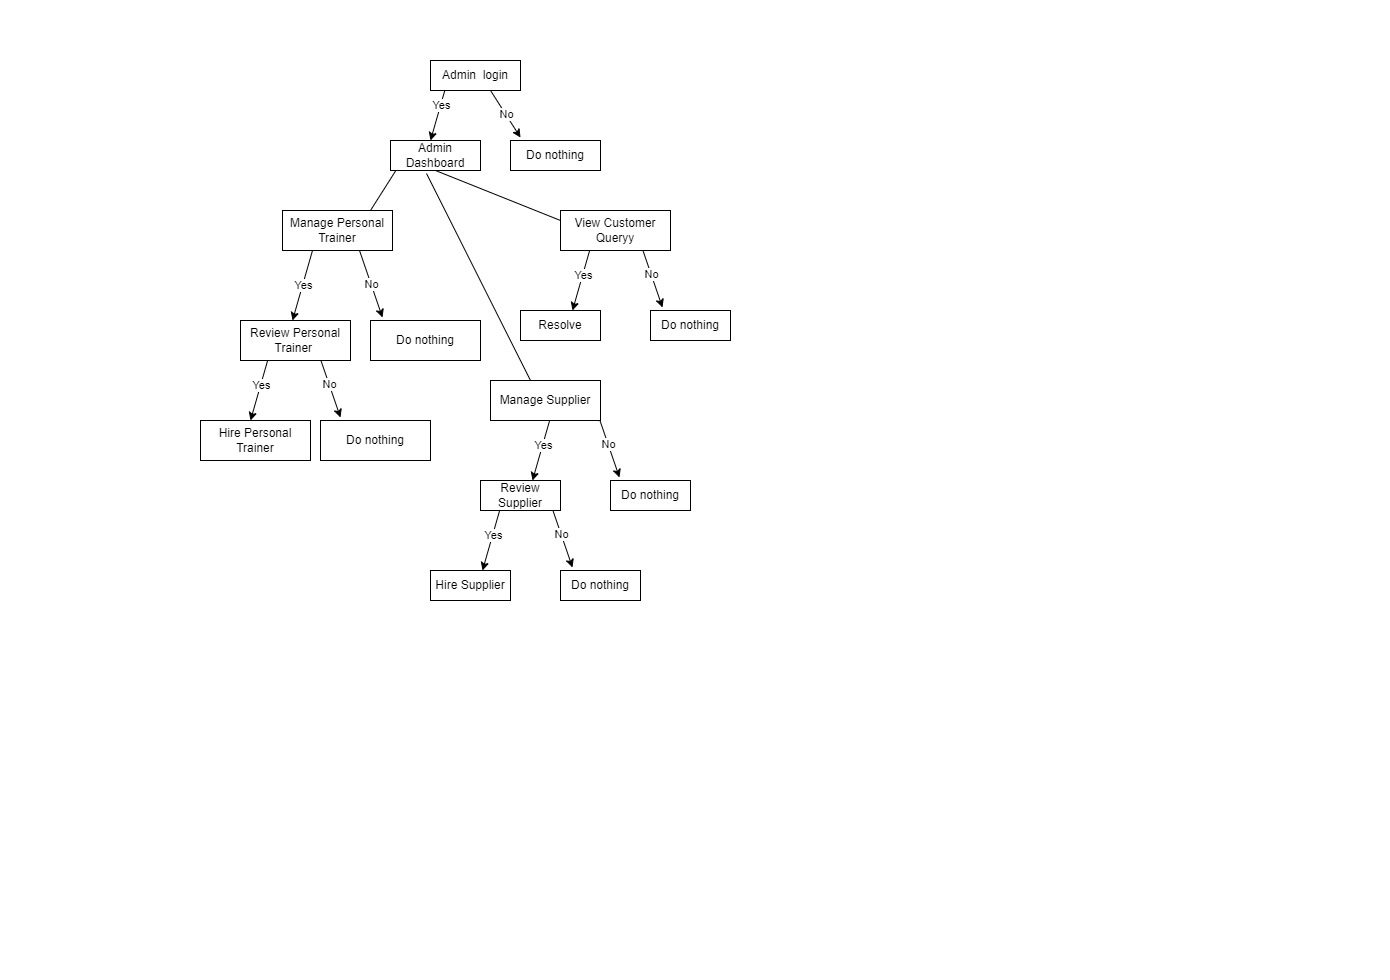 Admin  login
Yes
No
Admin
Dashboard
Do nothing
Manage Personal
Trainer
View Customer
Queryy
Yes
No
Yes
No
Review Personal
Trainer
Do nothing
Resolve
Do nothing
Yes
No
Manage Supplier
Hire Personal
Trainer
Do nothing
Yes
No
Review
Supplier
Do nothing
Yes
No
Hire Supplier
Do nothing